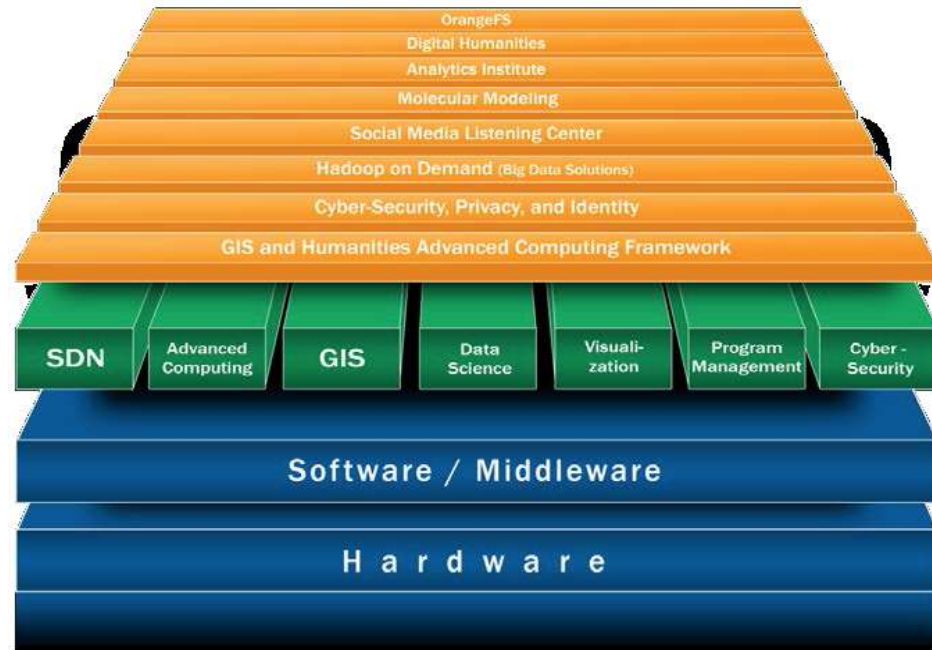 OrangeFS
Digital Humanities
Analytics Institute
Molecular Modeling
Social Media Listening Center
Hadoop on Demand (Big Data Solutions)
Cyber-Security, Privacy, and Identity
GIS and Humanities Advanced Computing Framework
SDN
Advanced
Computing
GIS
Data
Science
Visuali-
zation
Program
Management
Cyber -
Security
Software / Middleware
Hardware